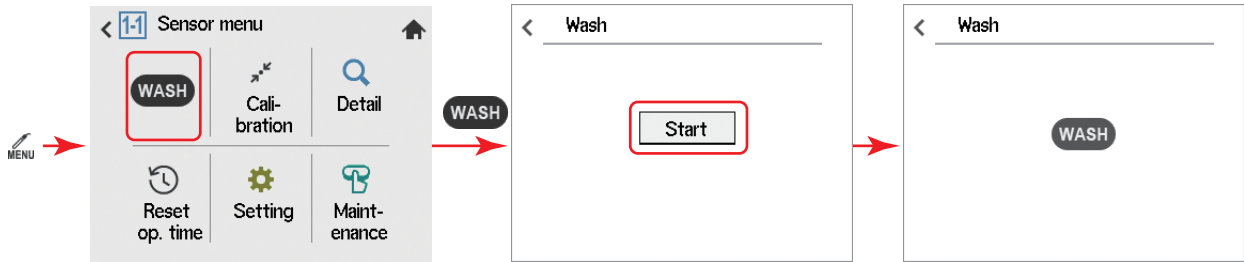 MENU
1-1 Sensor menu
WASH
Cali-
bration
Detail
Reset
op. time
Setting
Maint-
enance
WASH
Wash
Start
Wash
WASH